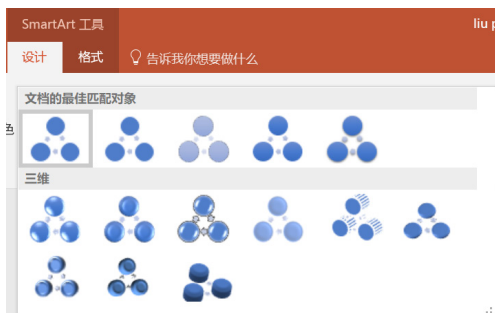 SmartArt 工具
liu p
设计 格式 告诉我你想要做什么
文档的最佳匹配对象
色
三维